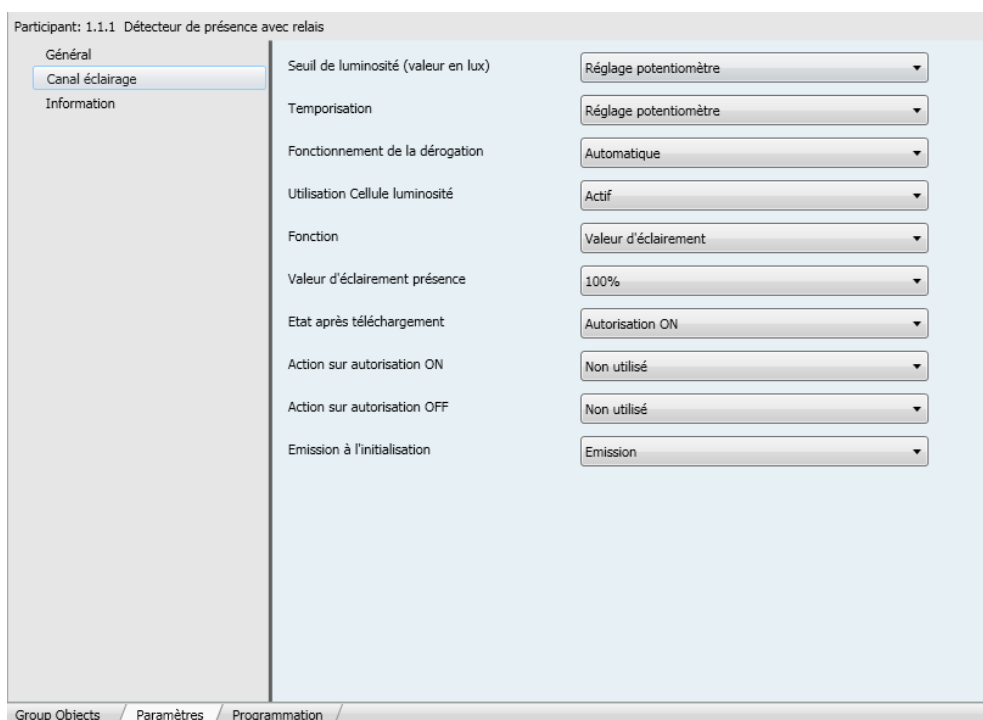 Participant: 1.1.1 Détecteur de présence avec relais
Général
Canal éclairage
Information
Seuil de luminosité (valeur en lux) Réglage potentiomètre
Temporisation Réglage potentiomètre
Fonctionnement de la dérogation Automatique
Utilisation Cellule luminosité Actif
Fonction Valeur d'éclairement
Valeur d'éclairement présence 100%
Etat après téléchargement Autorisation ON
Action sur autorisation ON Non utilisé
Action sur autorisation OFF Non utilisé
Emission à l'initialisation Emission
Group Objects Paramètres Programmation